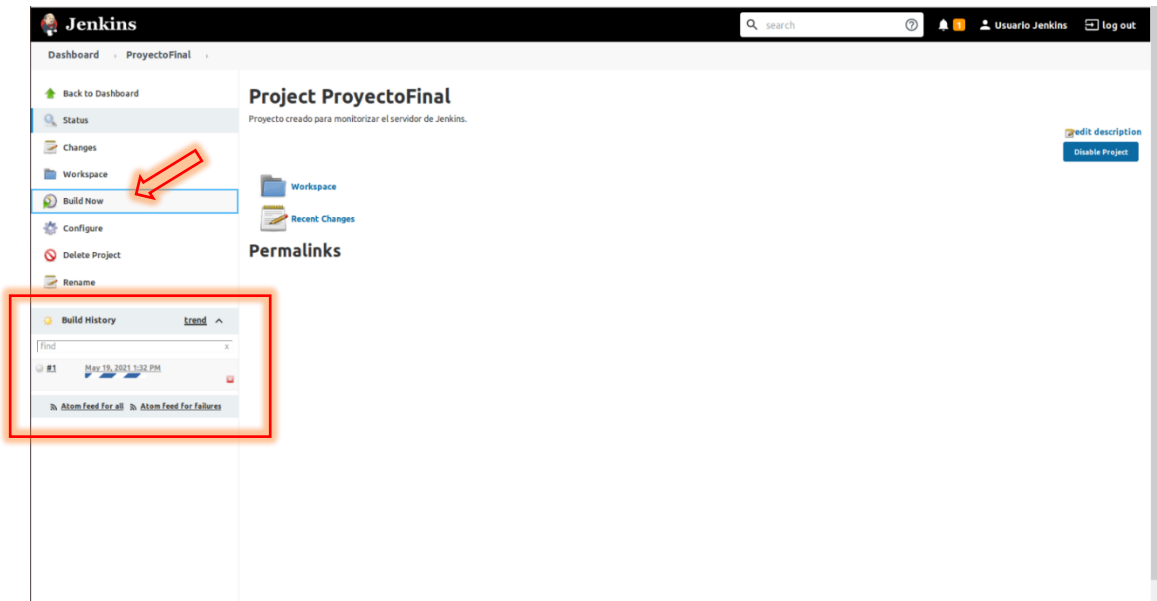 Jenkins
search
1
Usuario Jenkins
log out
Dashboard
ProyectoFinal
Back to Dashboard
Status
Changes
Workspace
Build Now
Configure
Delete Project
Rename
Build History
trend
find
x
#1
May 19, 2021 1:32 PM
Atom feed for all
Atom feed for failures
Project ProyectoFinal
Proyecto creado para monitorizar el servidor de Jenkins.
edit description
Disable Project
Workspace
Recent Changes
Permalinks